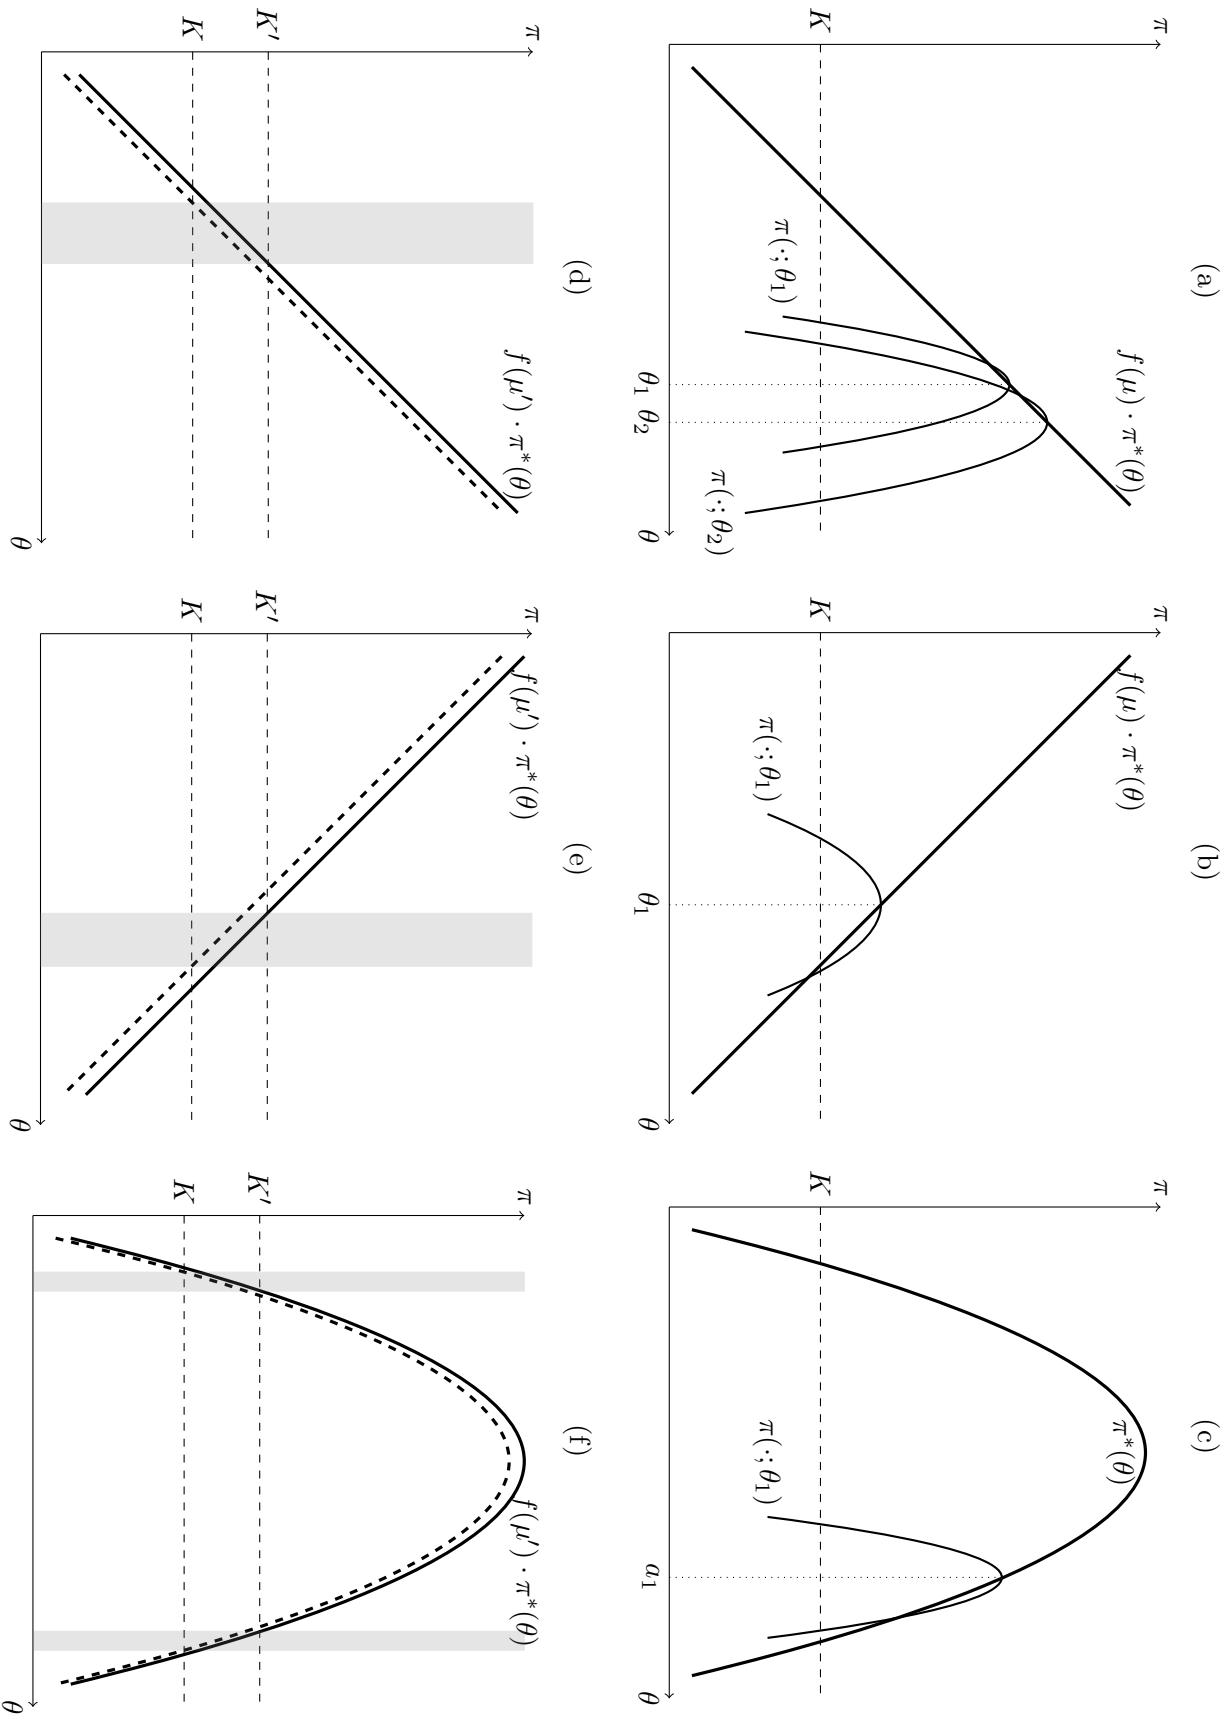 (a)
π
f(μ) · π*(θ)
K
π(·; θ₁)
π(·; θ₂)
θ₁ θ₂ θ
(b)
π
f(μ) · π*(θ)
K
π(·; θ₁)
θ₁ θ
(c)
π
π*(θ)
K
π(·; θ₁)
a₁ θ
(d)
π
f(μ′) · π*(θ)
K′
K
θ
(e)
π
f(μ′) · π*(θ)
K′
K
θ
(f)
π
f(μ′) · π*(θ)
K′
K
θ